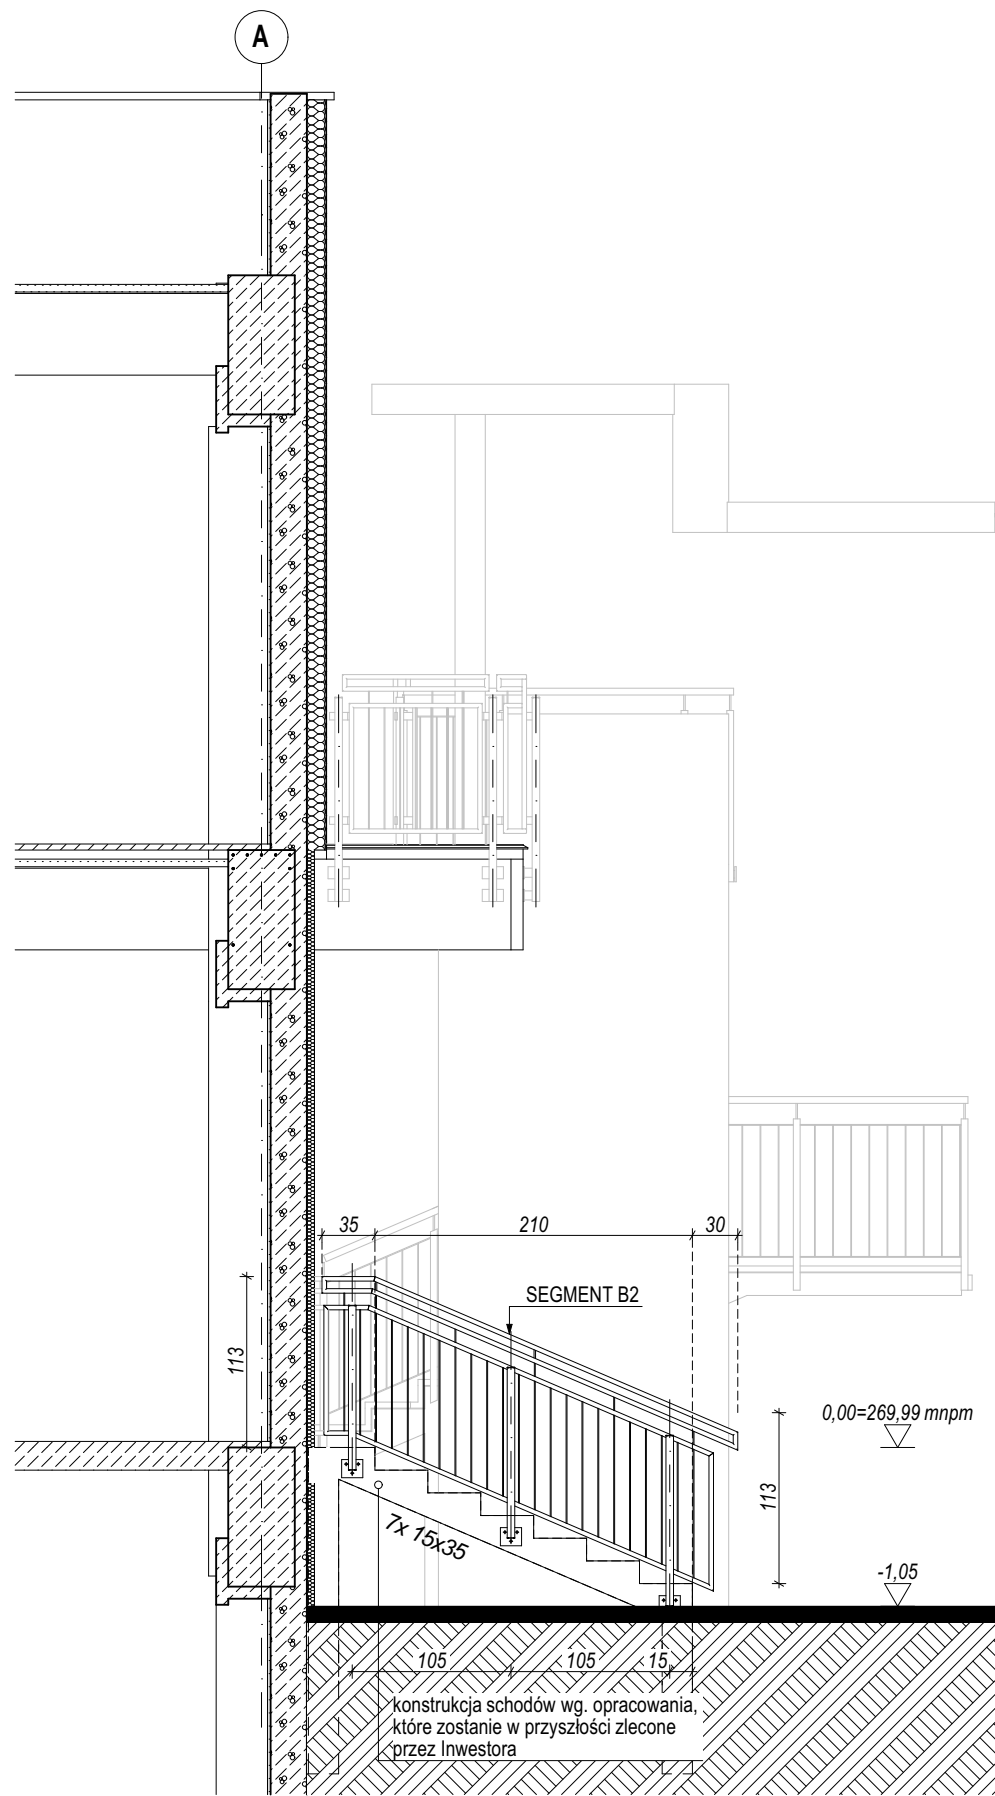 A
35
210
30
SEGMENT B2
113
0,00=269,99 mnpm
113
7x 15x35
-1,05
105
105
15
konstrukcja schodów wg. opracowania,
które zostanie w przyszłości zlecone
przez Inwestora